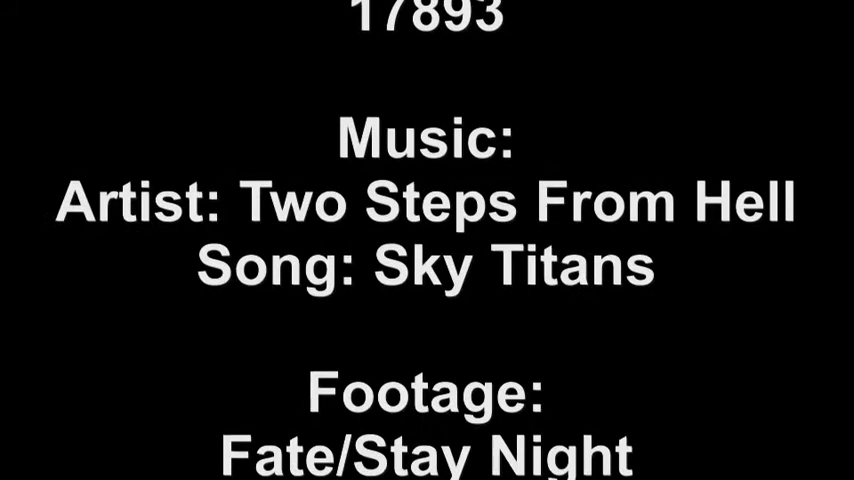 17893
Music:
Artist: Two Steps From Hell
Song: Sky Titans
Footage:
Fate/Stay Night